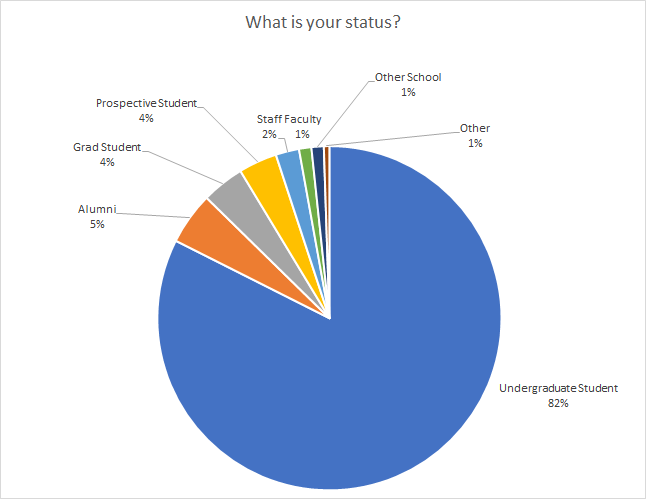 What is your status?
Other School
1%
Prospective Student
4%
Staff Faculty
2% 1%
Other
1%
Grad Student
4%
Alumni
5%
Undergraduate Student
82%